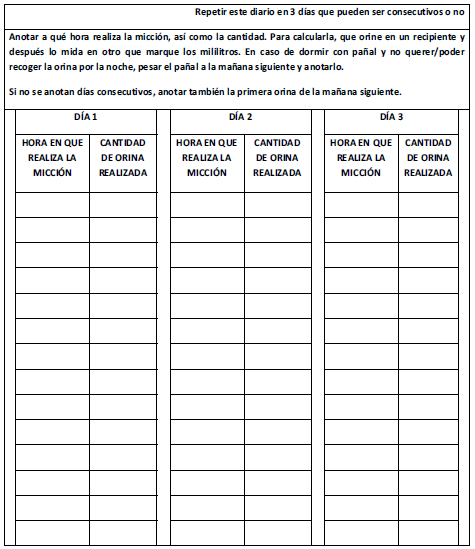 Repetir este diario en 3 días que pueden ser consecutivos o no
Anotar a qué hora realiza la micción, así como la cantidad. Para calcularla, que orine en un recipiente y
después lo mida en otro que marque los mililitros. En caso de dormir con pañal y no querer/poder
recoger la orina por la noche, pesar el pañal a la mañana siguiente y anotarlo.
Si no se anotan días consecutivos, anotar también la primera orina de la mañana siguiente.
DÍA 1 DÍA 2 DÍA 3
HORA EN QUE CANTIDAD HORA EN QUE CANTIDAD HORA EN QUE CANTIDAD
REALIZA LA DE ORINA REALIZA LA DE ORINA REALIZA LA DE ORINA
MICCIÓN REALIZADA MICCIÓN REALIZADA MICCIÓN REALIZADA